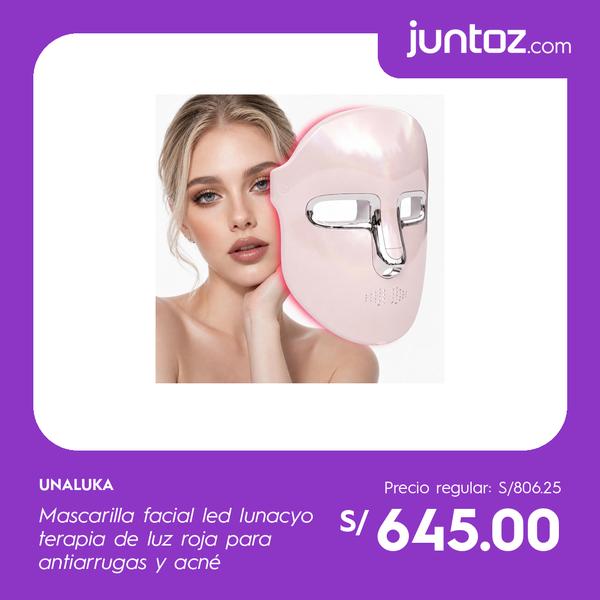 juntoz.com
UNALUKA
Mascarilla facial led lunacyo
terapia de luz roja para
antiarrugas y acné
Precio regular: S/806.25
S/ 645.00